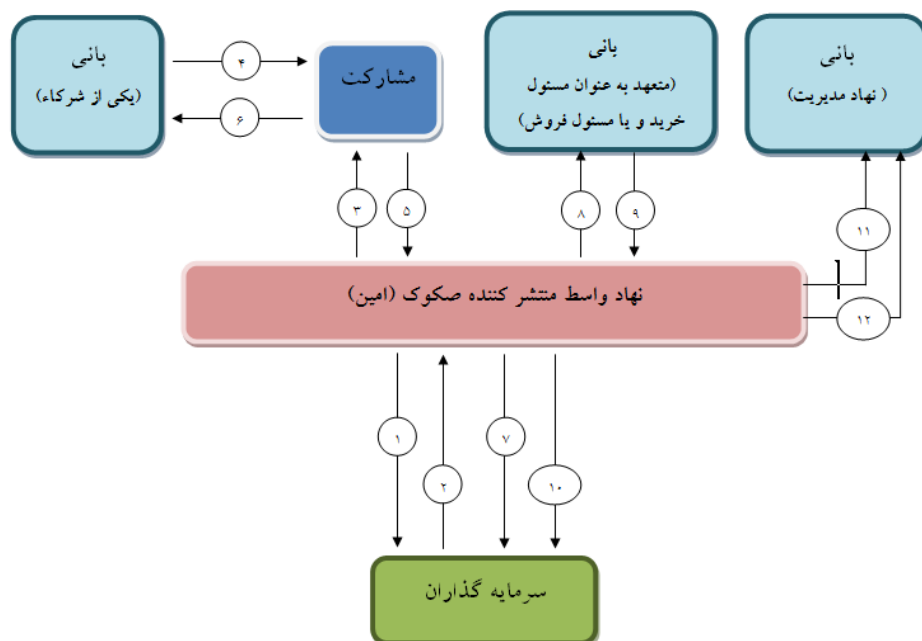 بانی
(یکی از شرکاء)
۴
۶
مشارکت
بانی
(متعهد به عنوان مسئول
خرید و یا مسئول فروش)
بانی
( نهاد مدیریت)
۳
۵
۸
۹
۱۱
۱۲
نهاد واسط منتشر کننده صکوک (امین)
۱
۲
۷
۱۰
سرمایه گذاران